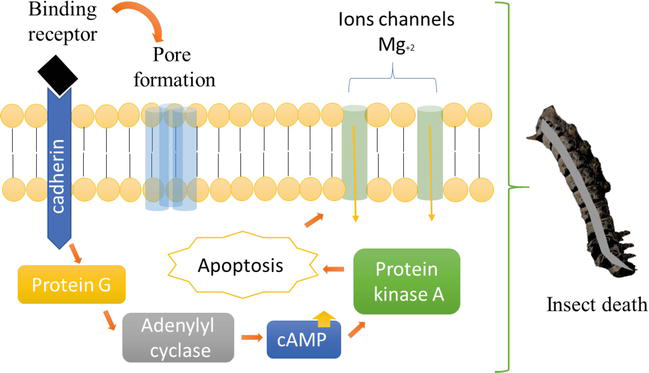 Binding
receptor
Pore
formation
Ions channels
Mg+2
cadherin
Protein G
Adenylyl
cyclase
cAMP
Protein
kinase A
Apoptosis
Insect death